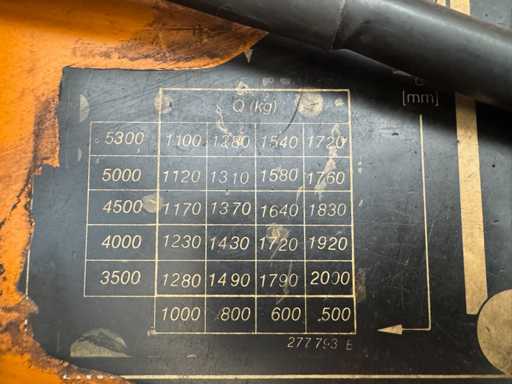 Q (kg)
[mm]
5300 1100 1280 1540 1720
5000 1120 1310 1580 1760
4500 1170 1370 1640 1830
4000 1230 1430 1720 1920
3500 1280 1490 1790 2000
1000 800 600 500
277793 E